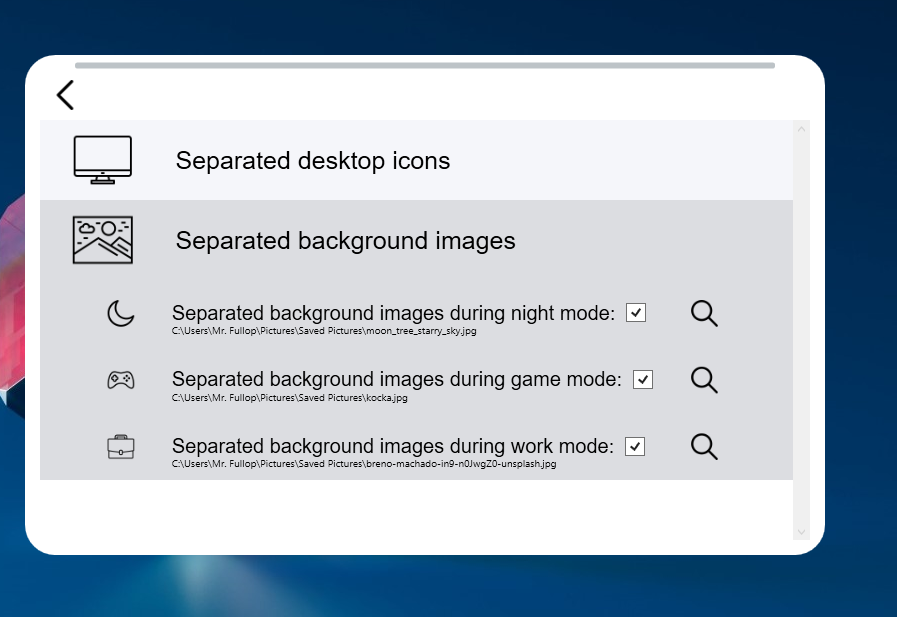 Separated desktop icons
Separated background images
Separated background images during night mode:
C:\Users\Mr. Fullop\Pictures\Saved Pictures\moon_tree_starry_sky.jpg
Separated background images during game mode:
C:\Users\Mr. Fullop\Pictures\Saved Pictures\kocka.jpg
Separated background images during work mode:
C:\Users\Mr. Fullop\Pictures\Saved Pictures\breno-machado-in9-n0JwgZ0-unsplash.jpg